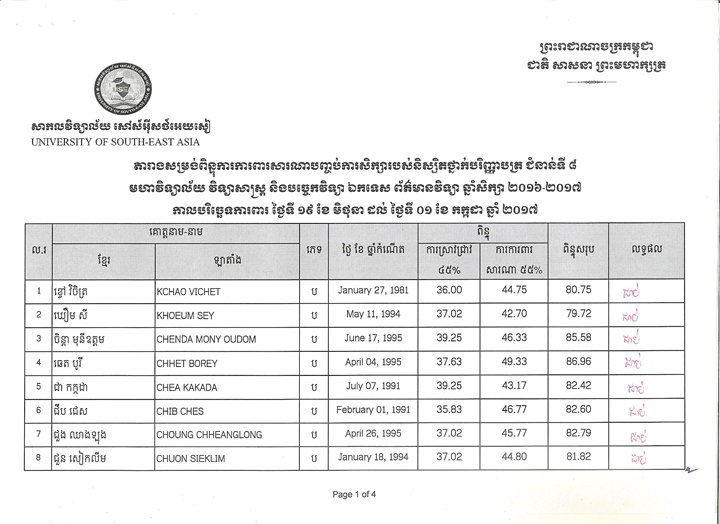 ព្រះរាជាណាចក្រកម្ពុជា
ជាតិ សាសនា ព្រះមហាក្សត្រ
សាកលវិទ្យាល័យ សៅស៍អ៊ីសថ៍អេយសៀ
UNIVERSITY OF SOUTH-EAST ASIA
តារាងសម្រង់ពិន្ទុការការពារសារណាបញ្ចប់ការសិក្សារបស់និស្សិតថ្នាក់បរិញ្ញាបត្រ ជំនាន់ទី ៨
មហាវិទ្យាល័យ វិទ្យាសាស្ត្រ និងបច្ចេកវិទ្យា ឯកទេស ព័ត៌មានវិទ្យា ឆ្នាំសិក្សា ២០១៦-២០១៧
កាលបរិច្ឆេទការពារ ថ្ងៃទី ១៩ ខែ មិថុនា ដល់ ថ្ងៃទី ០១ ខែ កក្កដា ឆ្នាំ ២០១៧
ល.រ គោត្តនាម-នាម ភេទ ថ្ងៃ ខែ ឆ្នាំកំណើត ពិន្ទុ ពិន្ទុសរុប លទ្ធផល
ខ្មែរ ឡាតាំង ការស្រាវជ្រាវ ៤៥% ការការពារ សារណា ៥៥%
1 ខ្ចៅ វិចិត្រ KCHAO VICHET ប January 27, 1981 36.00 44.75 80.75 ជាប់
2 ឃឿម សី KHOEUM SEY ប May 11, 1994 37.02 42.70 79.72 ជាប់
3 ចិន្តា មុនីឧត្តម CHENDA MONY OUDOM ប June 17, 1995 39.25 46.33 85.58 ជាប់
4 ឆេត បូរី CHHET BOREY ប April 04, 1995 37.63 49.33 86.96 ជាប់
5 ជា កក្កដា CHEA KAKADA ប July 07, 1991 39.25 43.17 82.42 ជាប់
6 ជីប ជេស CHIB CHES ប February 01, 1991 35.83 46.77 82.60 ជាប់
7 ជួង ឈាងឡុង CHOUNG CHHEANGLONG ប April 26, 1995 37.02 45.77 82.79 ជាប់
8 ជួន សៀកលីម CHUON SIEKLIM ប January 18, 1994 37.02 44.80 81.82 ជាប់
Page 1 of 4